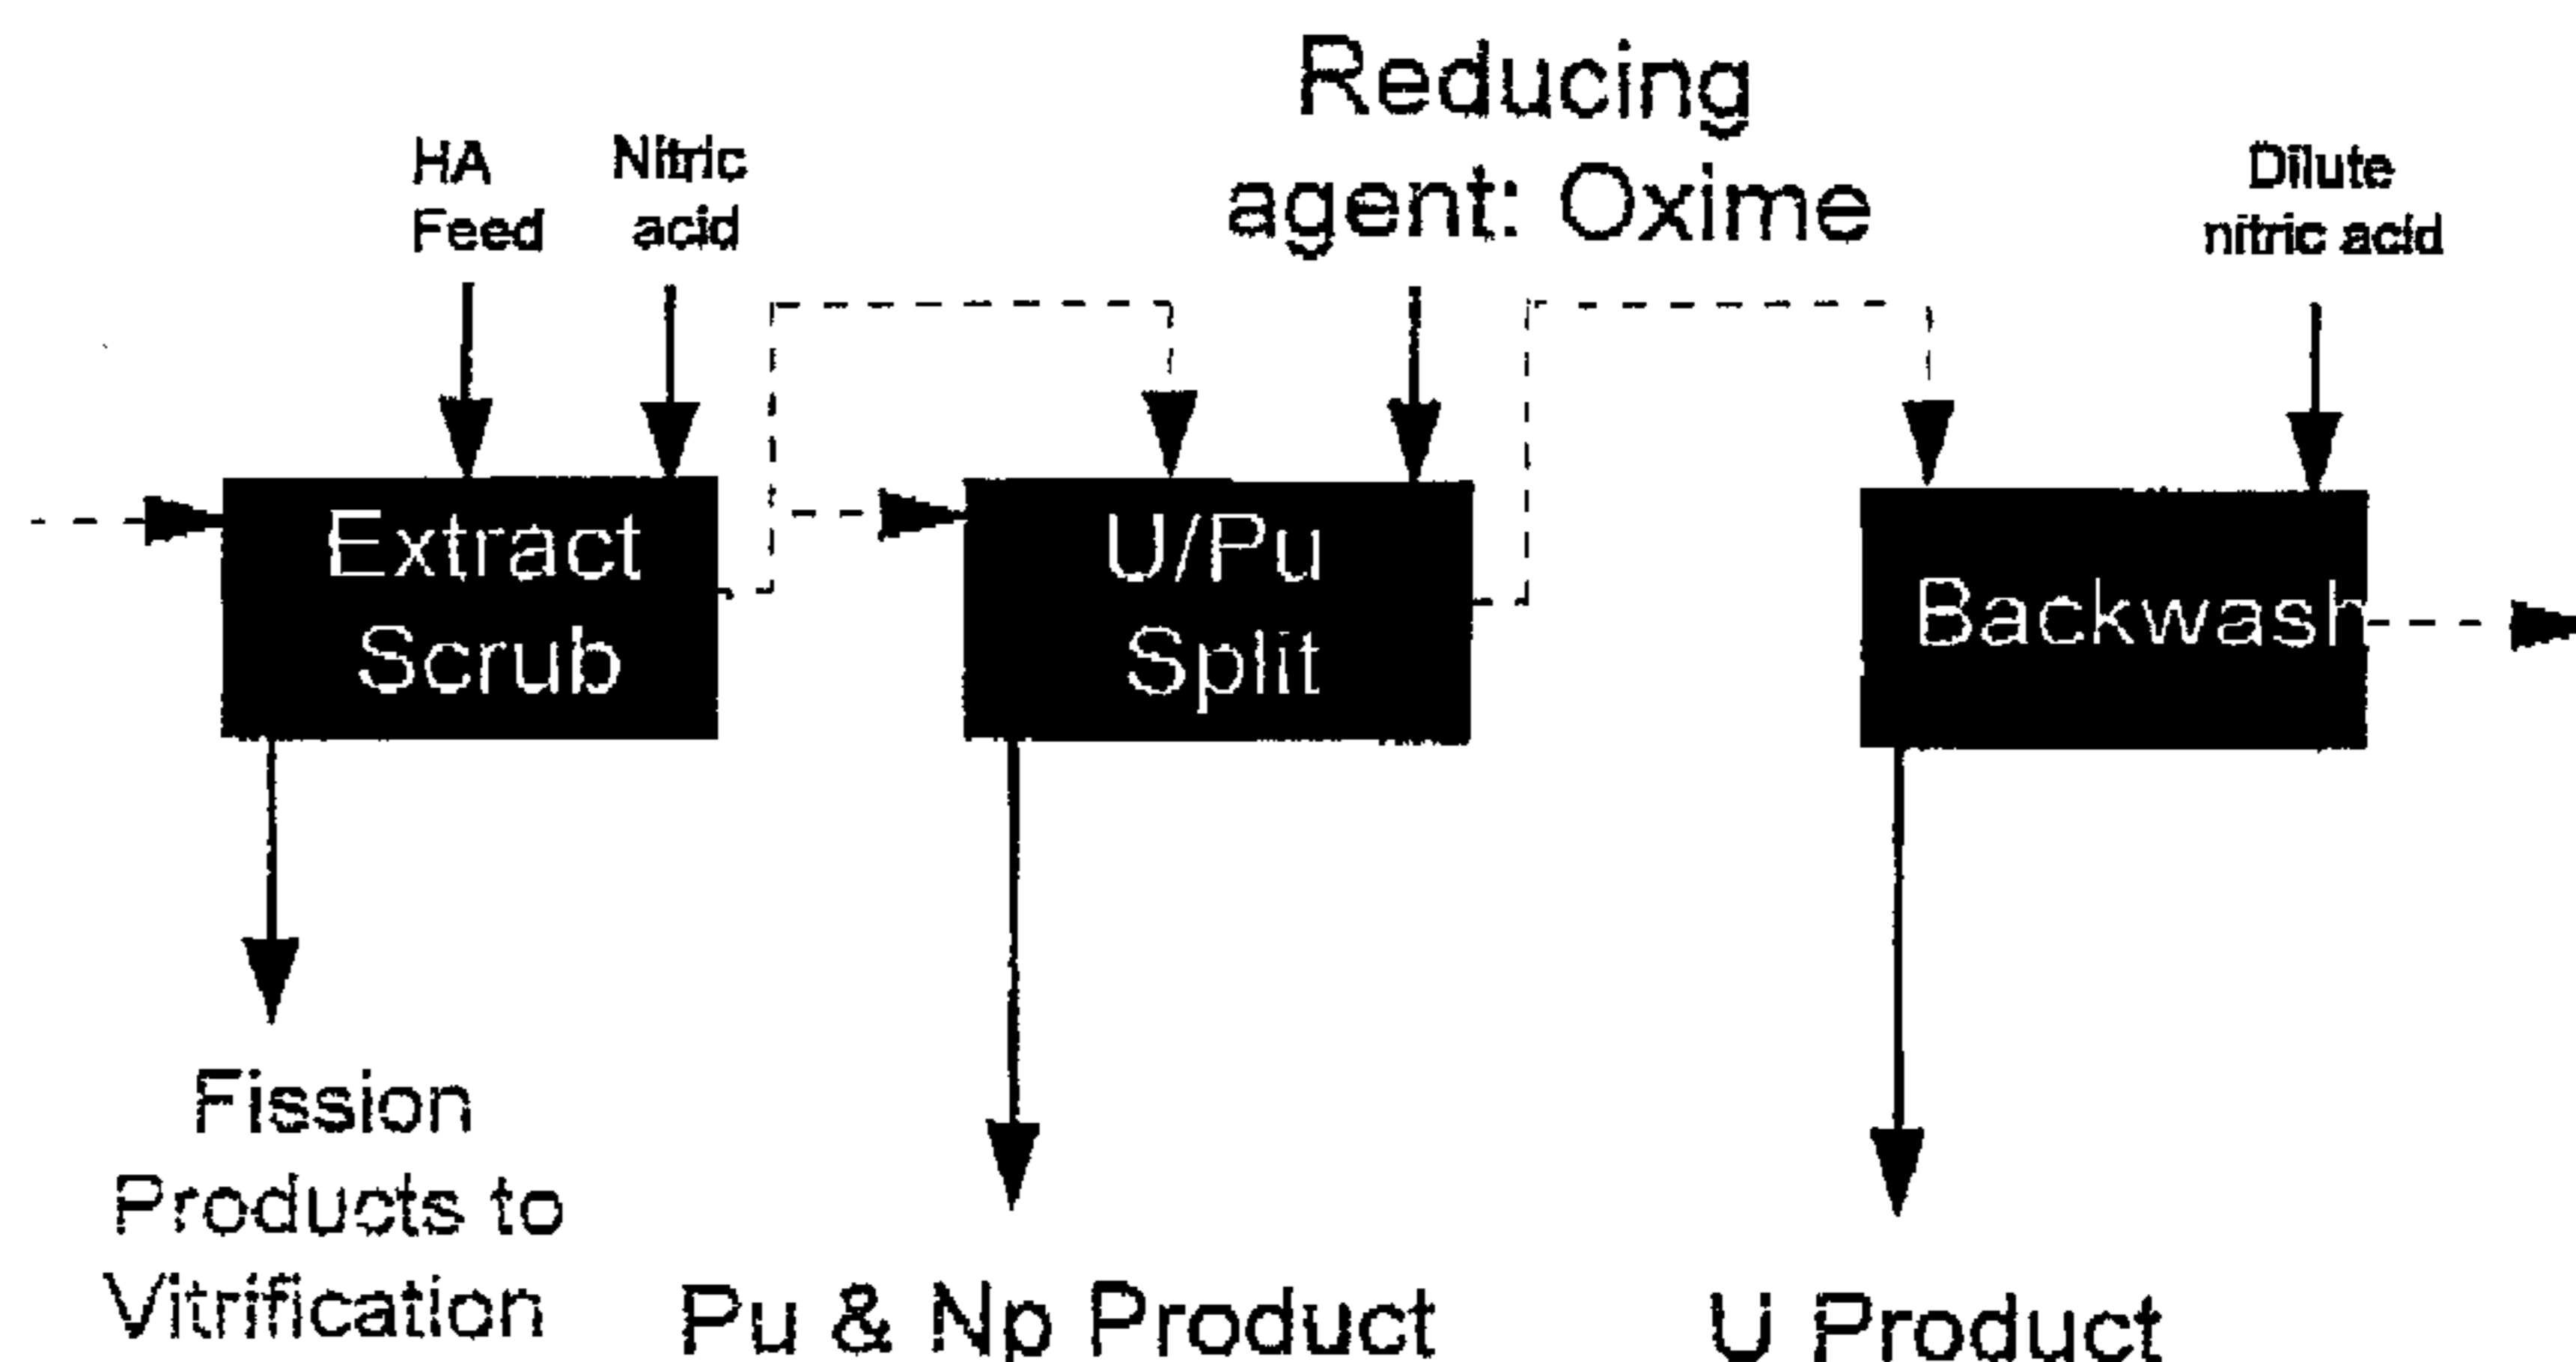 HA
Feed
Nitric
acid
Reducing
agent: Oxime
Dilute
nitric acid
Extract
Scrub
U/Pu
Split
Backwash
Fission
Products to
Vitrification
Pu & Np Product
U Product